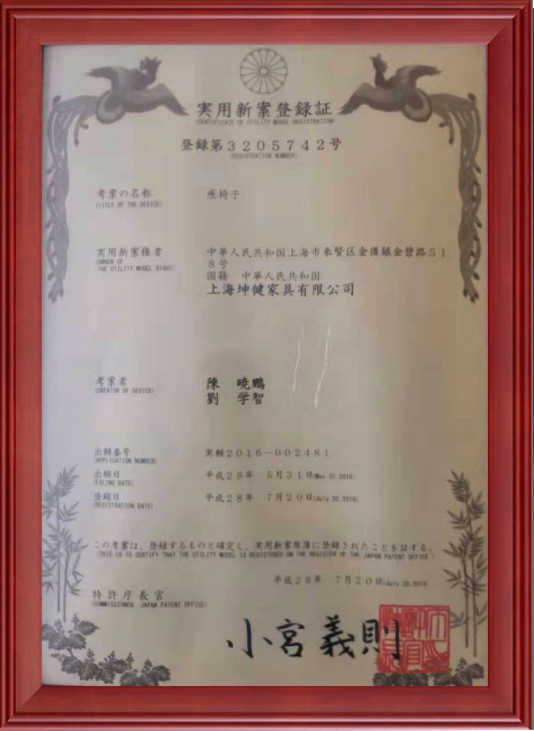 実用新案登録証
(CERTIFICATE OF UTILITY MODEL REGISTRATION)
登録第3205742号
(REGISTRATION NUMBER)
考案の名称
(TITLE OF THE DEVICE)
座椅子
実用新案権者
(OWNER OF
THE UTILITY MODEL RIGHT)
中華人民共和国上海市奉賢区金匯鎮金碧路51
8号
国籍 中華人民共和国
上海坤健家具有限公司
考案者
(CREATOR OF DEVICE)
陳 暁鵬
劉 学智
出願番号
(APPLICATION NUMBER)
実願2016-002481
出願日
(FILING DATE)
平成28年 5月31日(May 31,2016)
登録日
(REGISTRATION DATE)
平成28年 7月20日(July 20,2016)
この考案は、登録するものと確定し、実用新案原簿に登録されたことを証する。
(THIS IS TO CERTIFY THAT THE UTILITY MODEL IS REGISTERED ON THE REGISTER OF THE JAPAN PATENT OFFICE.)
平成28年 7月20日(July 20,2016)
特許庁長官
(COMMISSIONER, JAPAN PATENT OFFICE)
小宮義則